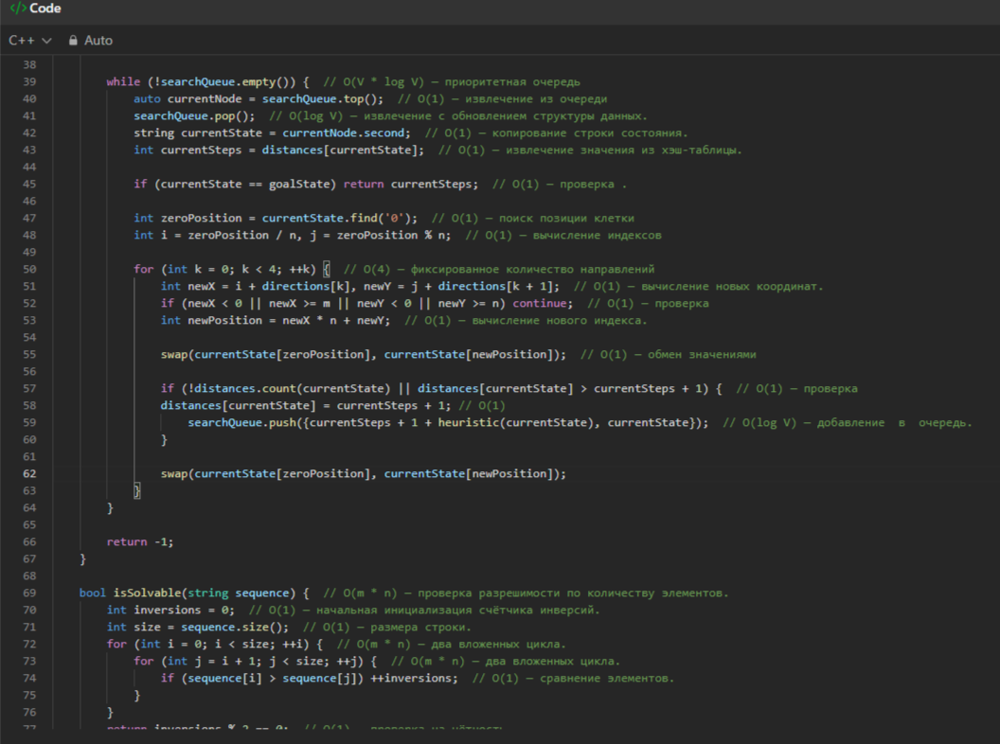 </> Code
C++ Auto
38
39 while (!searchQueue.empty()) { // O(V * log V) — приоритетная очередь
40 auto currentNode = searchQueue.top(); // O(1) — извлечение из очереди
41 searchQueue.pop(); // O(log V) — извлечение с обновлением структуры данных.
42 string currentState = currentNode.second; // O(1) — копирование строки состояния.
43 int currentSteps = distances[currentState]; // O(1) — извлечение значения из хэш-таблицы.
44
45 if (currentState == goalState) return currentSteps; // O(1) — проверка .
46
47 int zeroPosition = currentState.find('0'); // O(1) — поиск позиции клетки
48 int i = zeroPosition / n, j = zeroPosition % n; // O(1) — вычисление индексов
49
50 for (int k = 0; k < 4; ++k) { // O(4) — фиксированное количество направлений
51 int newX = i + directions[k], newY = j + directions[k + 1]; // O(1) — вычисление новых координат.
52 if (newX < 0 || newX >= m || newY < 0 || newY >= n) continue; // O(1) — проверка
53 int newPosition = newX * n + newY; // O(1) — вычисление нового индекса.
54
55 swap(currentState[zeroPosition], currentState[newPosition]); // O(1) — обмен значениями
56
57 if (!distances.count(currentState) || distances[currentState] > currentSteps + 1) { // O(1) — проверка
58 distances[currentState] = currentSteps + 1; // O(1)
59 searchQueue.push({currentSteps + 1 + heuristic(currentState), currentState}); // O(log V) — добавление в очередь.
60 }
61
62 swap(currentState[zeroPosition], currentState[newPosition]);
63 }
64 }
65
66 return -1;
67 }
68
69 bool isSolvable(string sequence) { // O(m * n) — проверка разрешимости по количеству элементов.
70 int inversions = 0; // O(1) — начальная инициализация счётчика инверсий.
71 int size = sequence.size(); // O(1) — размера строки.
72 for (int i = 0; i < size; ++i) { // O(m * n) — два вложенных цикла.
73 for (int j = i + 1; j < size; ++j) { // O(m * n) — два вложенных цикла.
74 if (sequence[i] > sequence[j]) ++inversions; // O(1) — сравнение элементов.
75 }
76 }
77 return inversions % 2 == 0; // O(1) — проверка на чётность